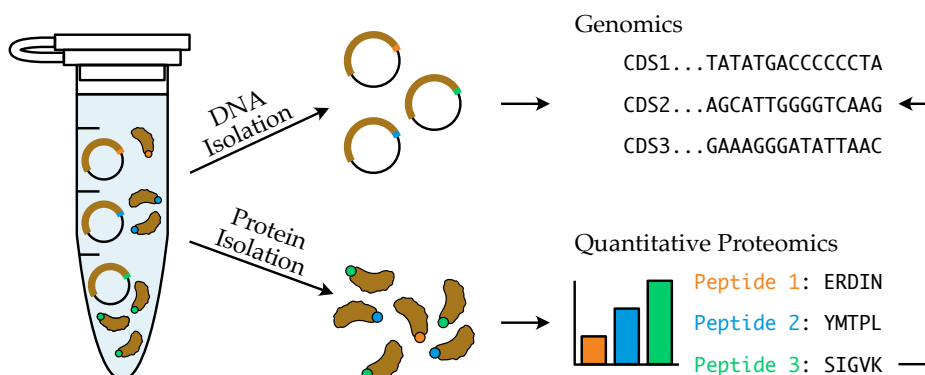 Genomics
CDS1...TATATGACCCCCCTA
CDS2...AGCATTGGGGTCAAG
CDS3...GAAAGGGATATTAAC
DNA
Isolation
Protein
Isolation
Quantitative Proteomics
Peptide 1: ERDIN
Peptide 2: YMTPL
Peptide 3: SIGVK